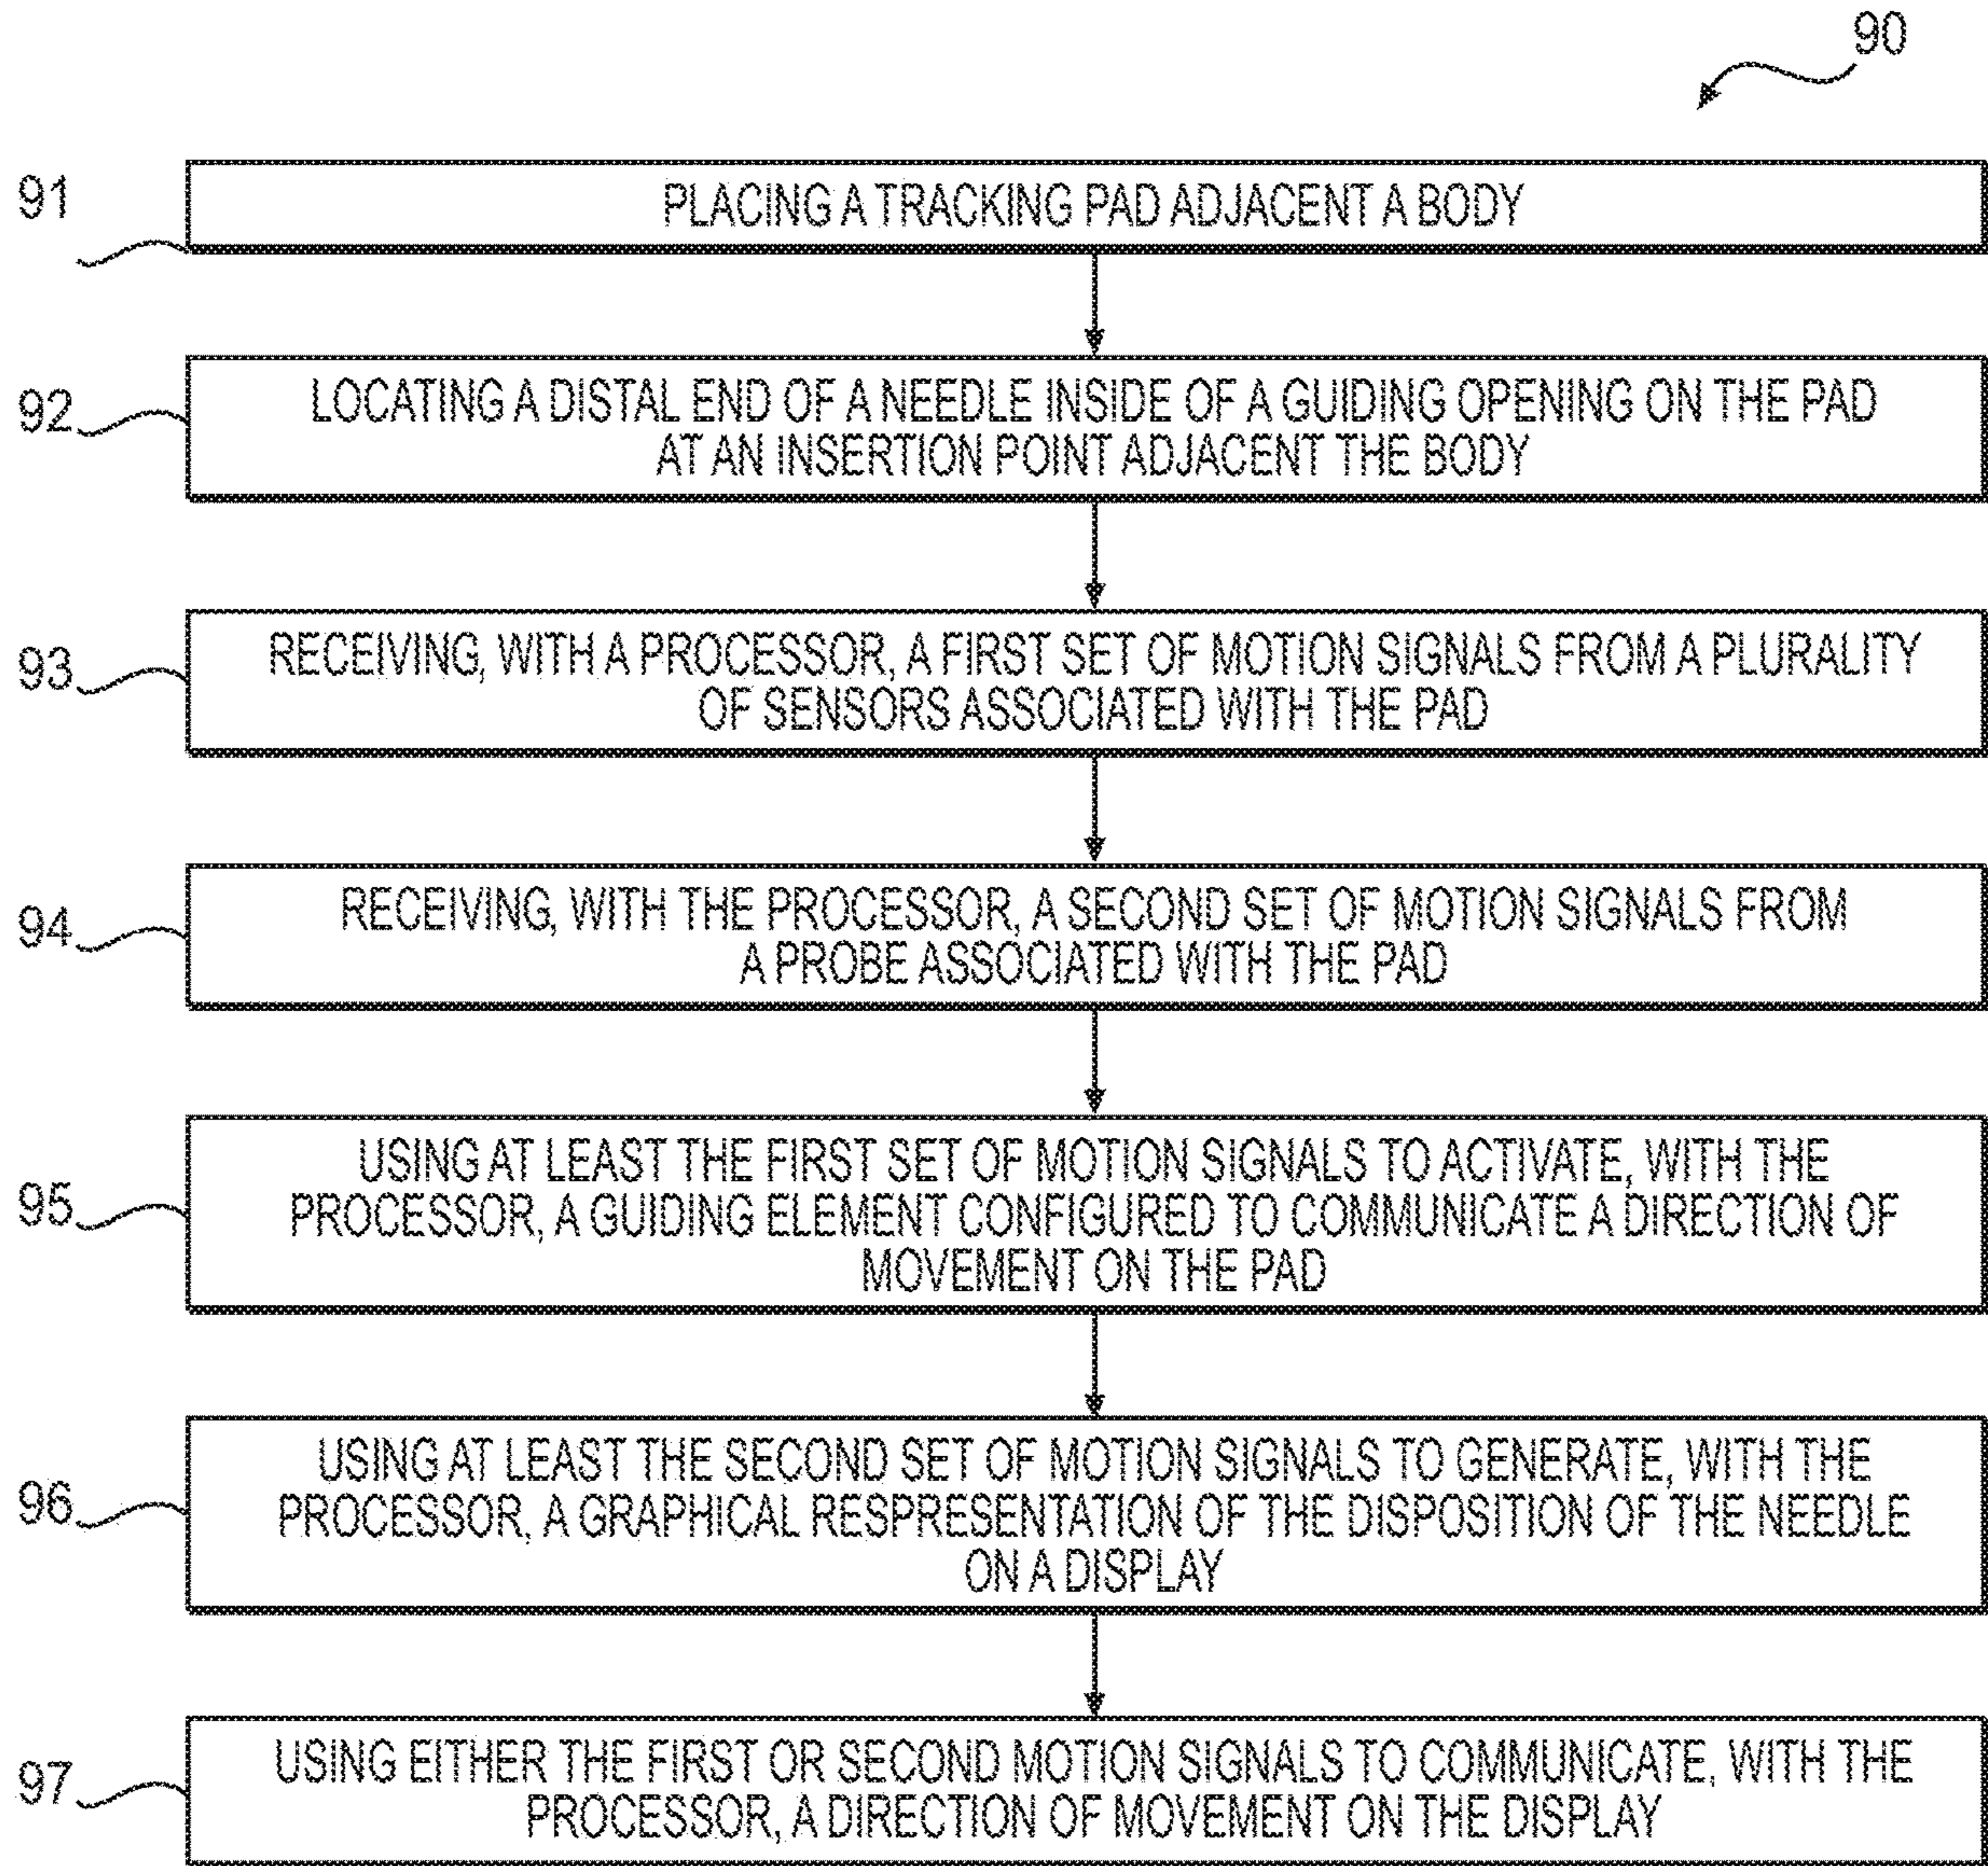 90
91
PLACING A TRACKING PAD ADJACENT A BODY
92
LOCATING A DISTAL END OF A NEEDLE INSIDE OF A GUIDING OPENING ON THE PAD
AT AN INSERTION POINT ADJACENT THE BODY
93
RECEIVING, WITH A PROCESSOR, A FIRST SET OF MOTION SIGNALS FROM A PLURALITY
OF SENSORS ASSOCIATED WITH THE PAD
94
RECEIVING, WITH THE PROCESSOR, A SECOND SET OF MOTION SIGNALS FROM
A PROBE ASSOCIATED WITH THE PAD
95
USING AT LEAST THE FIRST SET OF MOTION SIGNALS TO ACTIVATE, WITH THE
PROCESSOR, A GUIDING ELEMENT CONFIGURED TO COMMUNICATE A DIRECTION OF
MOVEMENT ON THE PAD
96
USING AT LEAST THE SECOND SET OF MOTION SIGNALS TO GENERATE, WITH THE
PROCESSOR, A GRAPHICAL RESPRESENTATION OF THE DISPOSITION OF THE NEEDLE
ON A DISPLAY
97
USING EITHER THE FIRST OR SECOND MOTION SIGNALS TO COMMUNICATE, WITH THE
PROCESSOR, A DIRECTION OF MOVEMENT ON THE DISPLAY